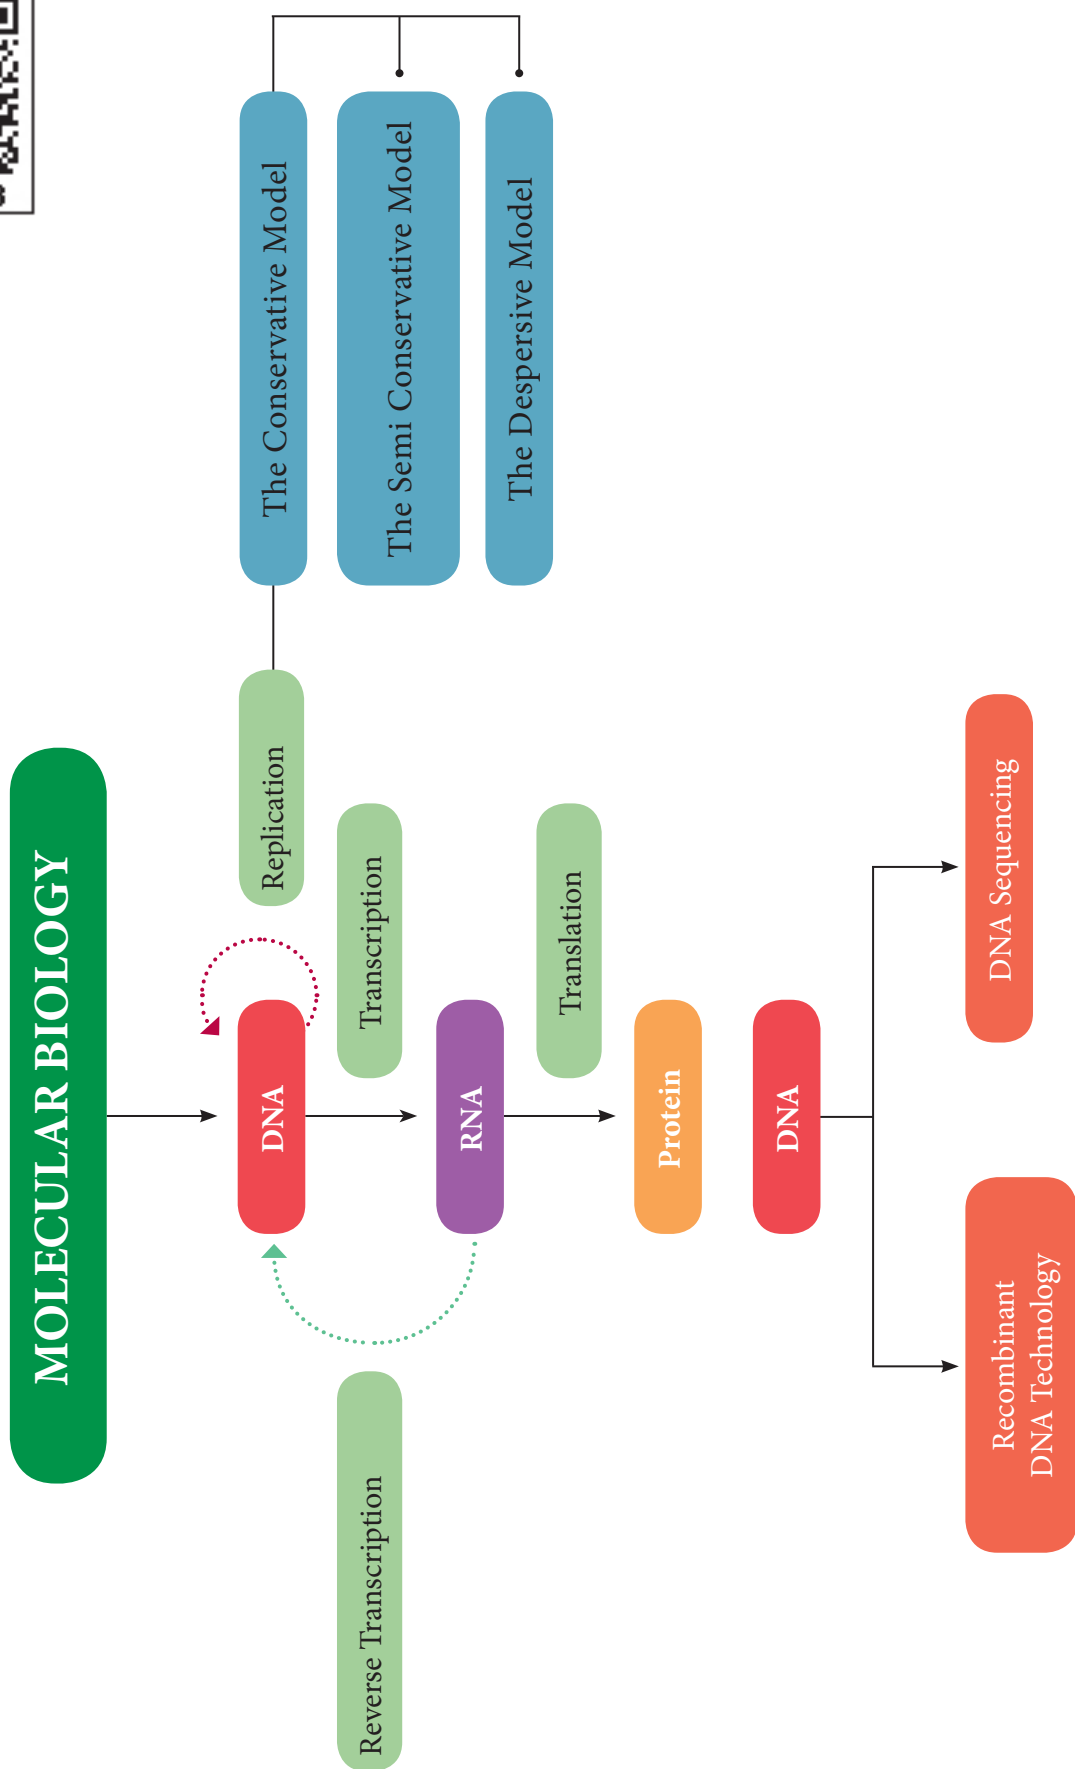 MOLECULAR BIOLOGY
DNA
Replication
The Conservative Model
The Semi Conservative Model
The Despersive Model
Reverse Transcription
Transcription
RNA
Translation
Protein
DNA
Recombinant
DNA Technology
DNA Sequencing